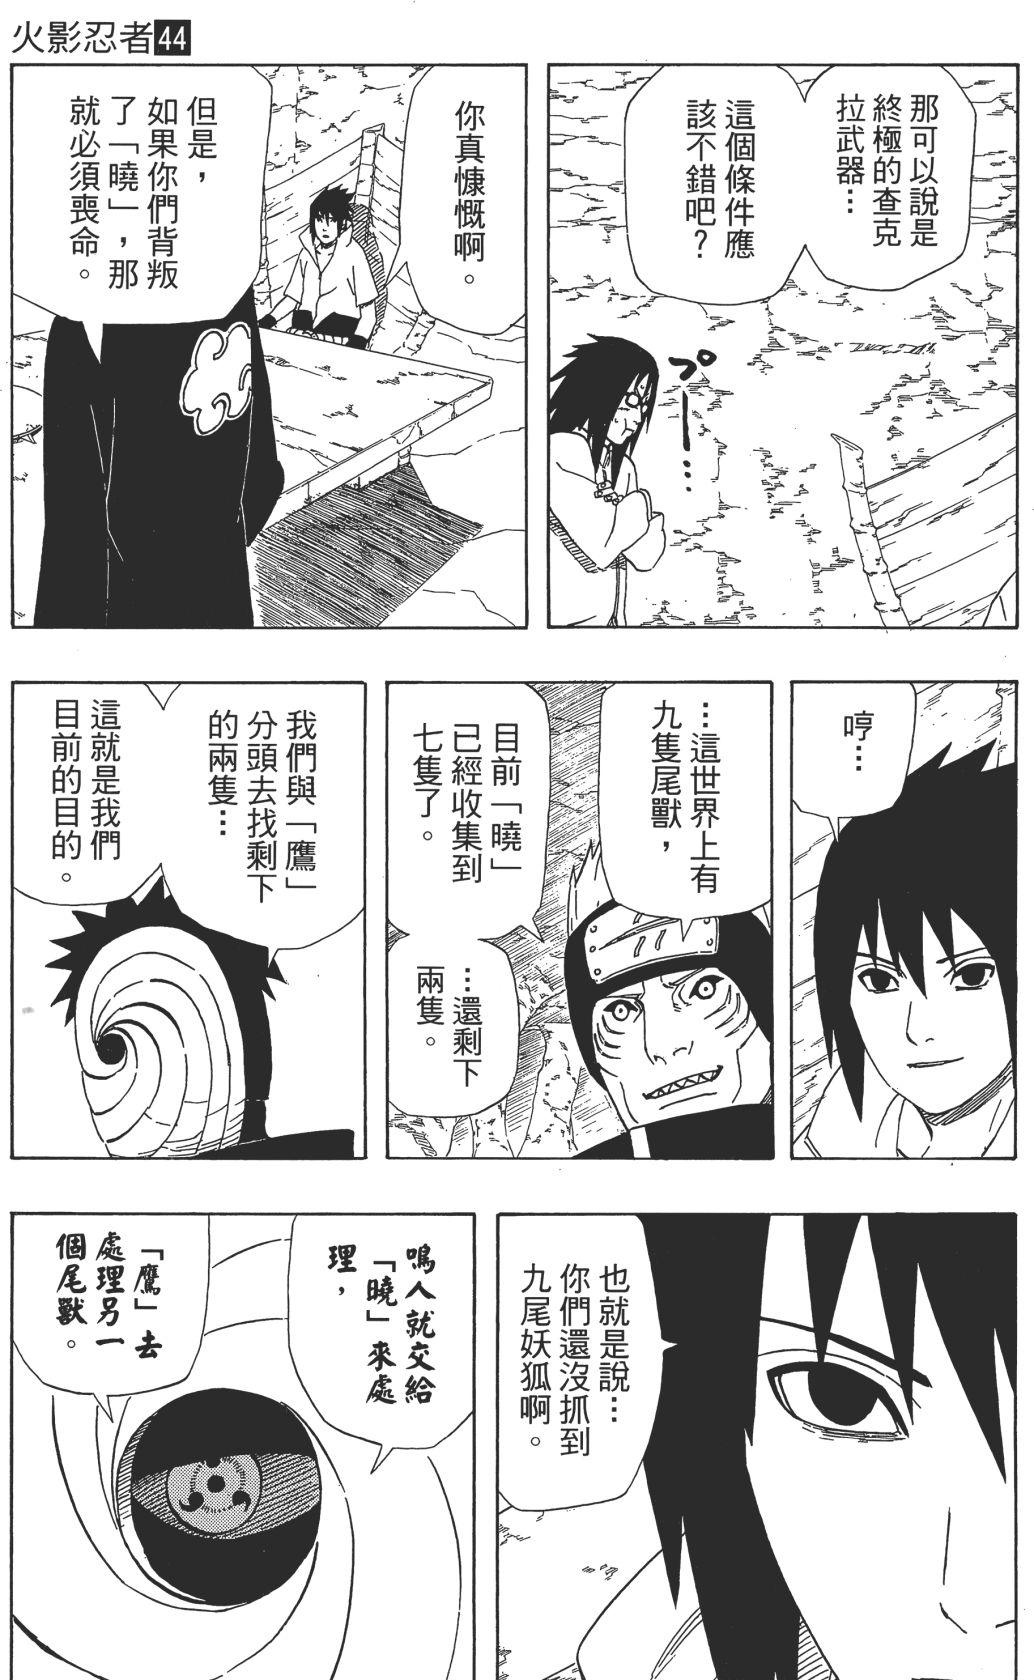 火影忍者44
那可以說是
終極的查克
拉武器…
這個條件應
該不錯吧？
プ
ー…
你真慷慨啊。
但是，
如果你們背叛
了「曉」，那
就必須喪命。
哼…
…這世界上有
九隻尾獸，
目前「曉」
已經收集到
七隻了。
…還剩下
兩隻。
我們與「鷹」
分頭去找剩下
的兩隻…
這就是我們
目前的目的。
也就是說…
你們還沒抓到
九尾妖狐啊。
鳴人就交給
「曉」來處
理，
「鷹」去
處理另一
個尾獸。